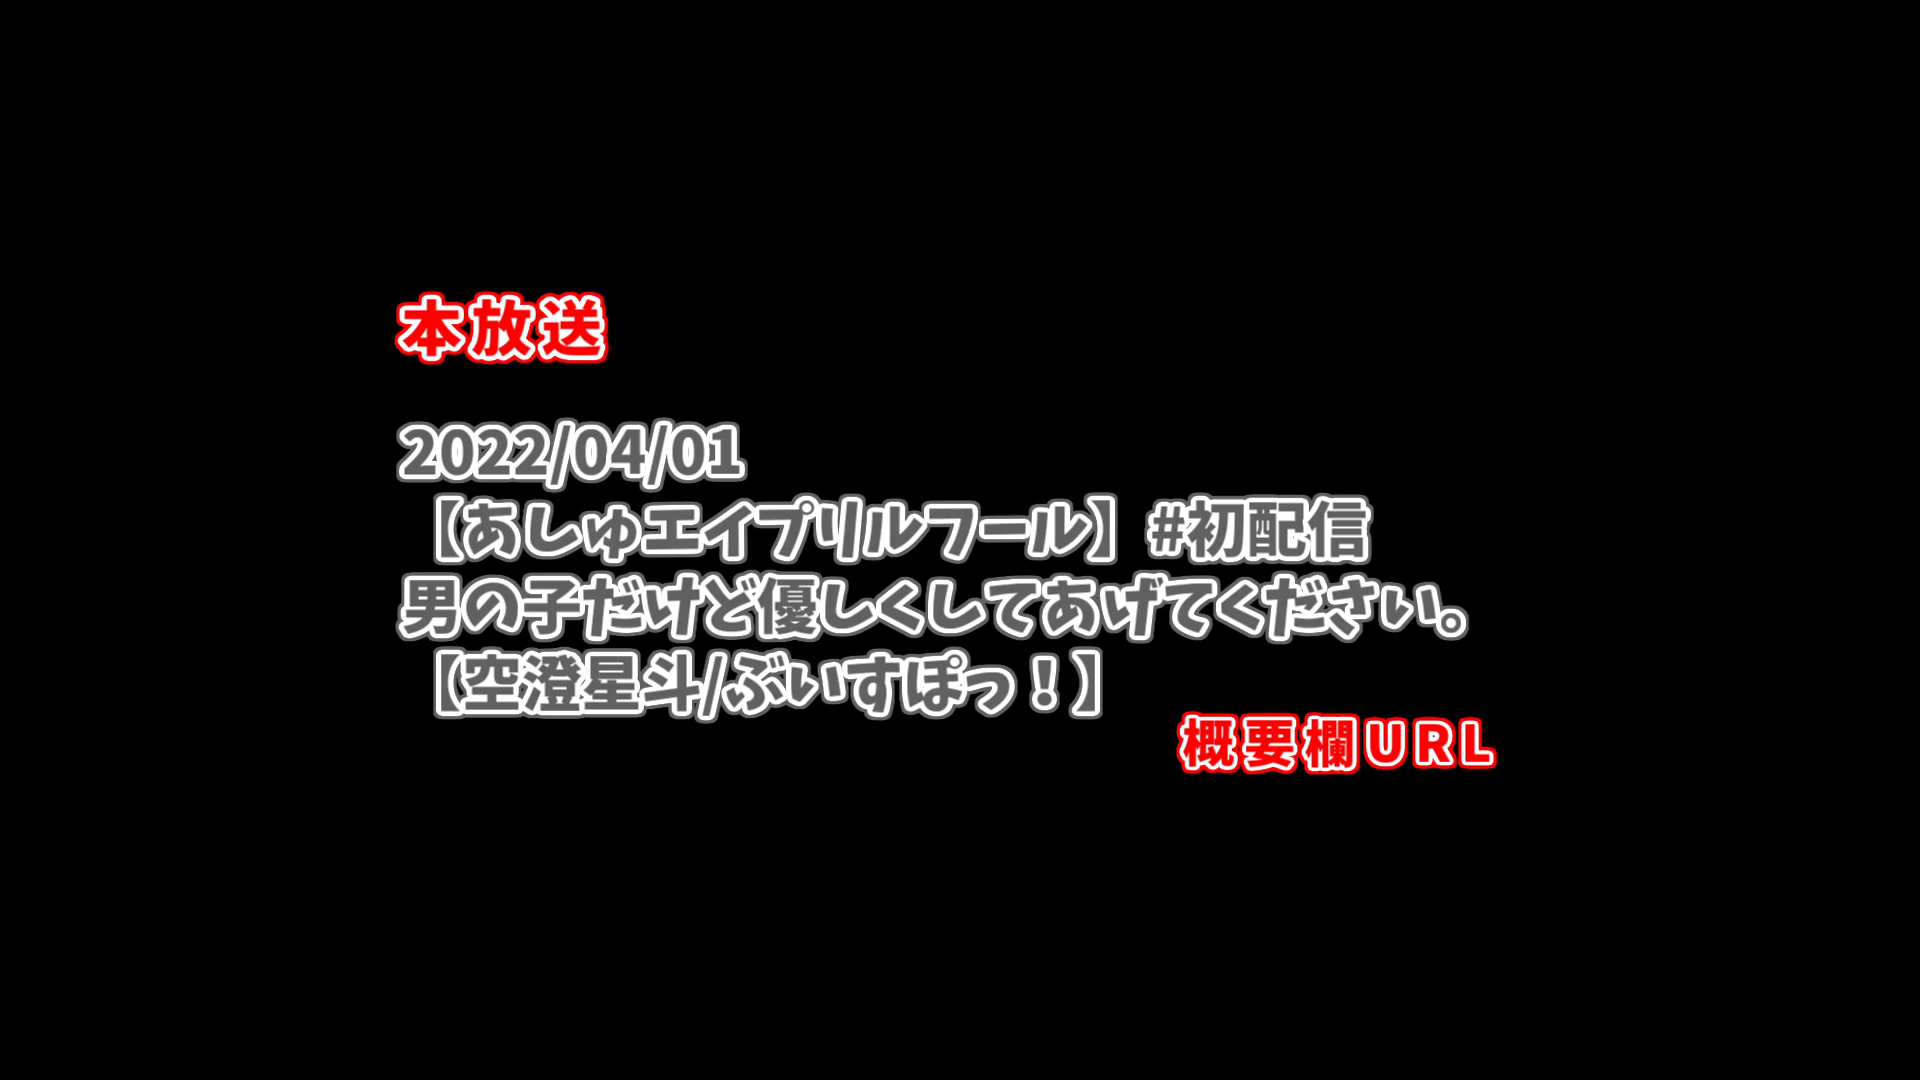 本放送
2022/04/01
【あしゅエイプリルフール】#初配信
男の子だけど優しくしてあげてください。
【空澄星斗/ぶいすぽっ！】
概要欄URL